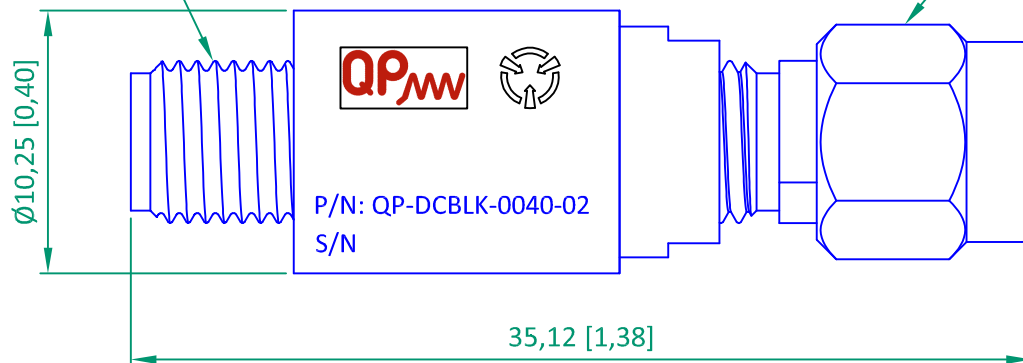 Ø10,25 [0,40]
QPMW
P/N: QP-DCBLK-0040-02
S/N
35,12 [1,38]